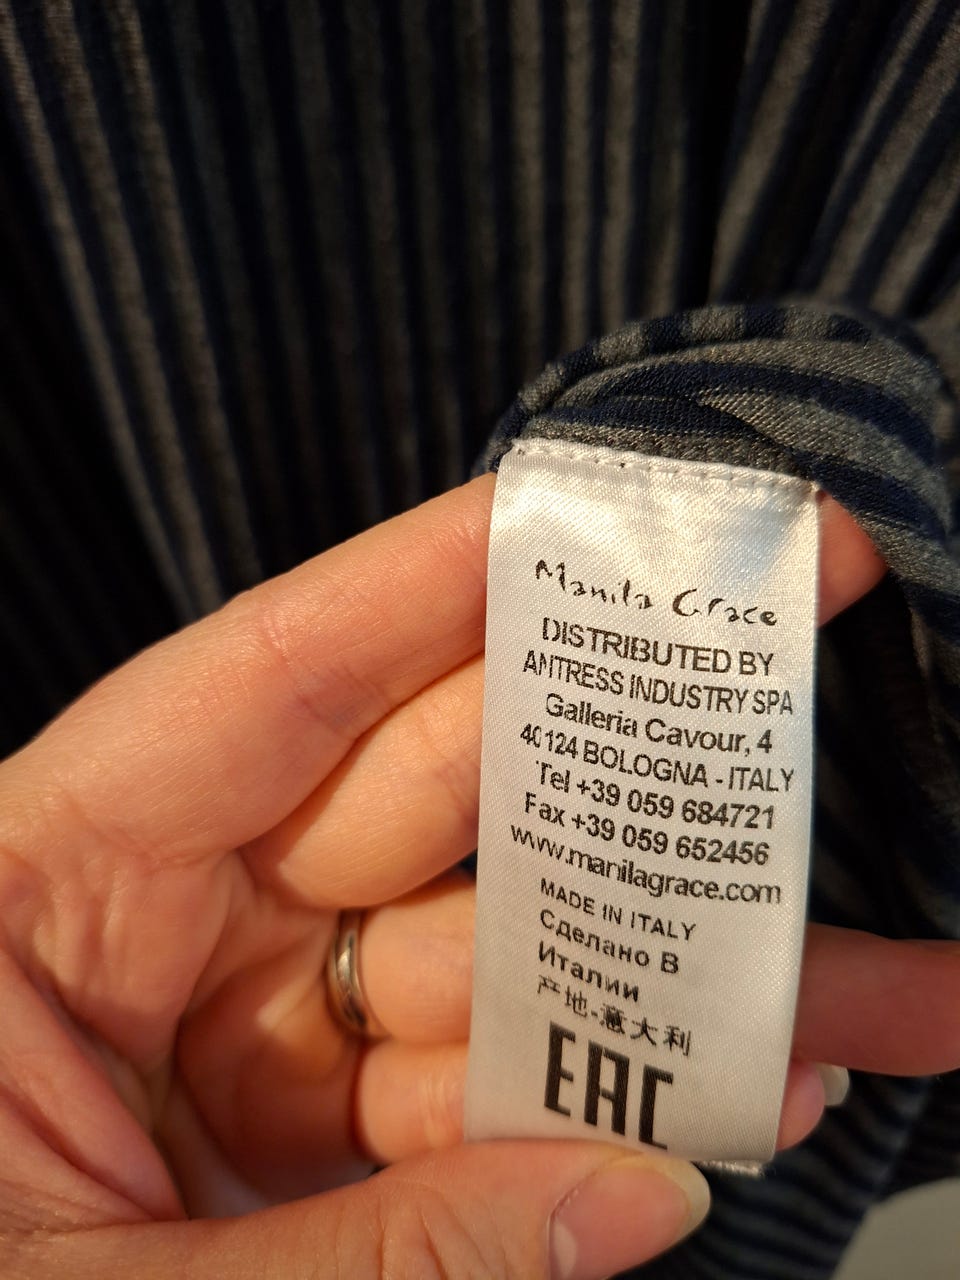 Manila Grace
DISTRIBUTED BY
ANTRESS INDUSTRY SPA
Galleria Cavour, 4
40124 BOLOGNA - ITALY
Tel +39 059 684721
Fax +39 059 652456
www.manilagrace.com
MADE IN ITALY
Сделано В
Италии
产地-意大利
EAC